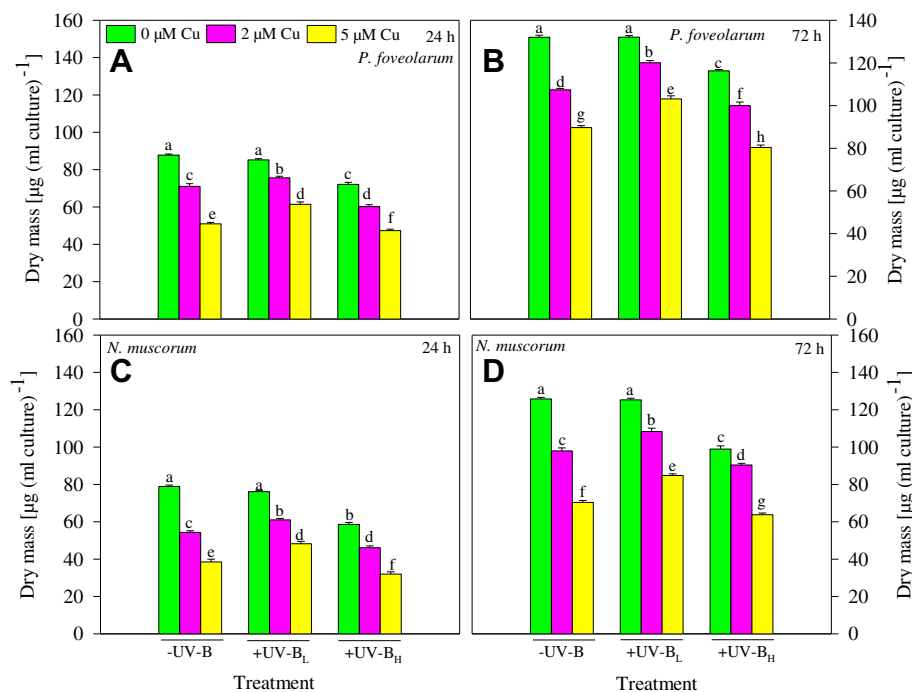 0 µM Cu 2 µM Cu 5 µM Cu 24 h
A P. foveolarum
160
140
120
100
80
60
40
20
0
Dry mass [µg (ml culture)-1]
a
c
e
a
b
d
c
d
f
B P. foveolarum 72 h
a
d
g
a
b
e
c
f
h
140
120
100
80
60
40
20
0
Dry mass [µg (ml culture)-1]
N. muscorum 24 h
C
160
140
120
100
80
60
40
20
0
Dry mass [µg (ml culture)-1]
a
c
e
a
b
d
b
d
f
-UV-B +UV-BL +UV-BH
Treatment
N. muscorum 72 h
D
a
c
f
a
b
e
c
d
g
160
140
120
100
80
60
40
20
0
Dry mass [µg (ml culture)-1]
-UV-B +UV-BL +UV-BH
Treatment